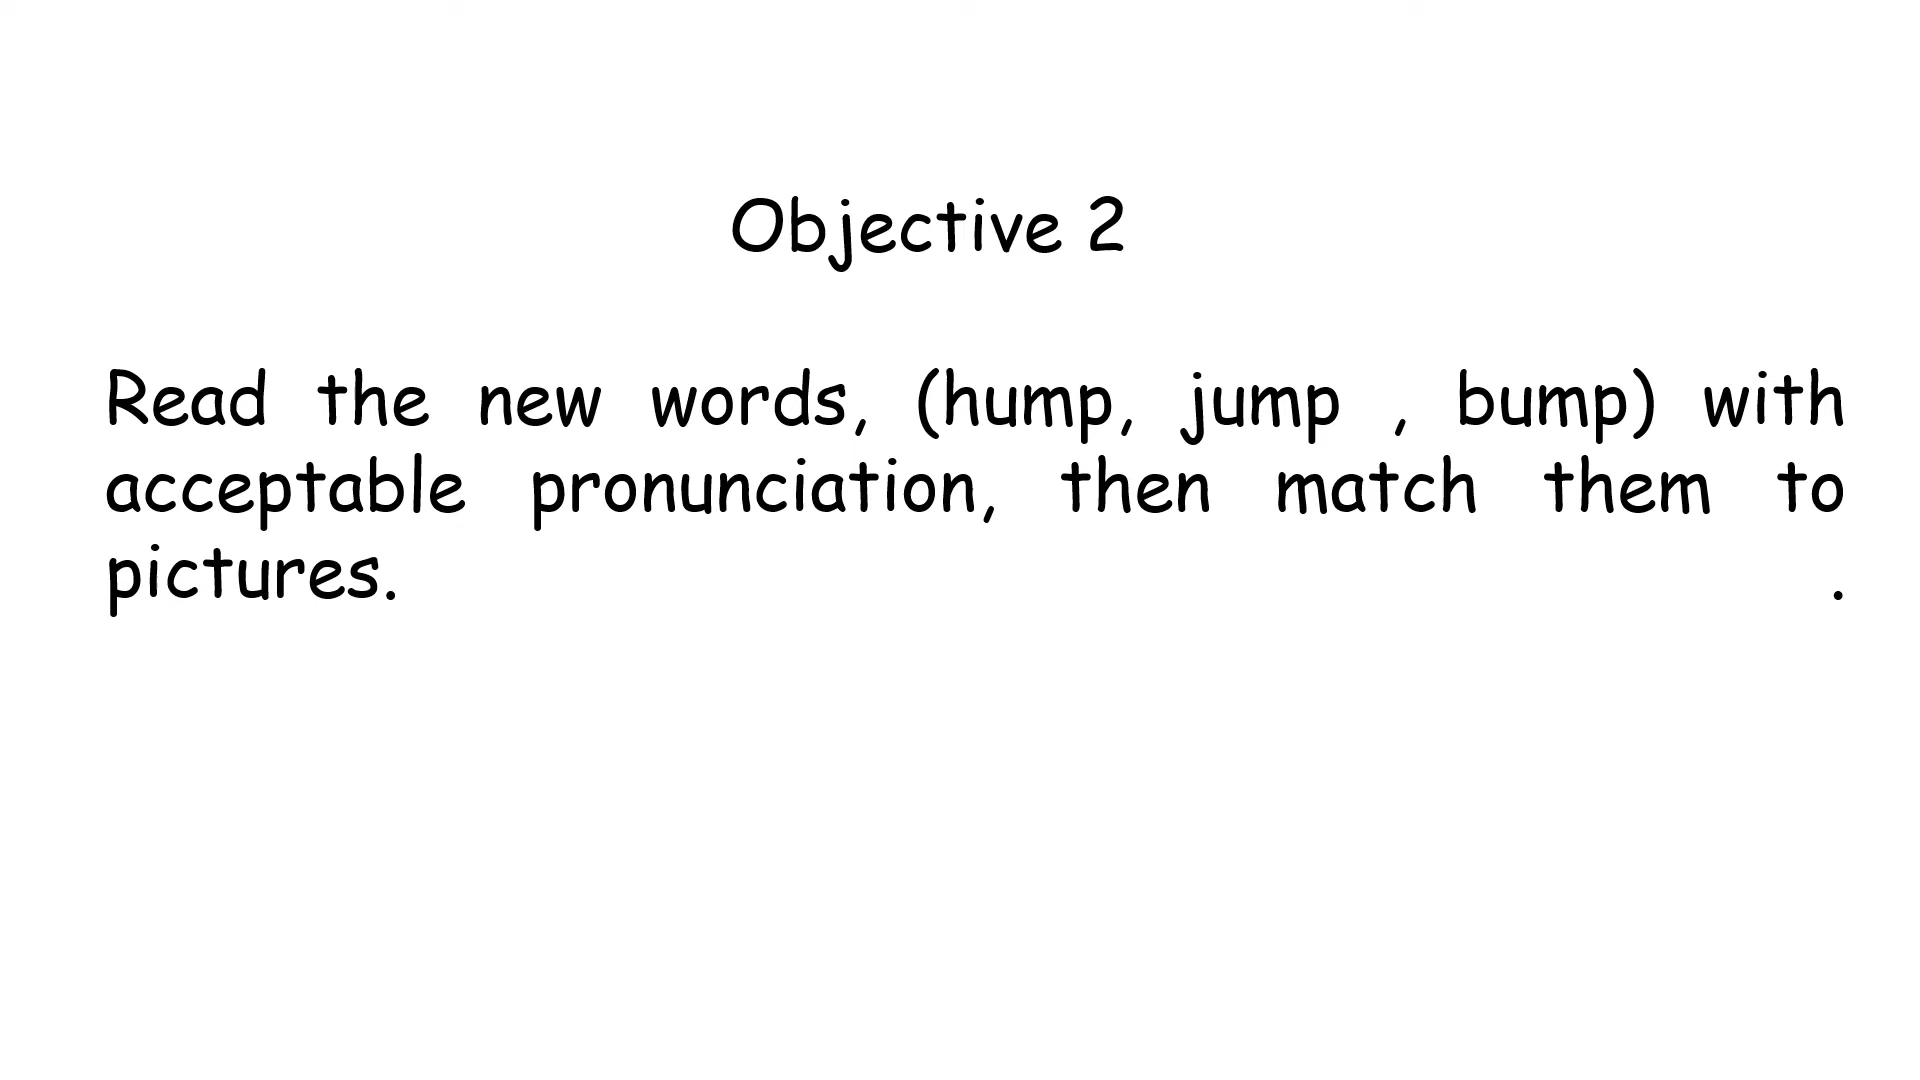 Objective 2
Read the new words, (hump, jump , bump) with
acceptable pronunciation, then match them to
pictures. .